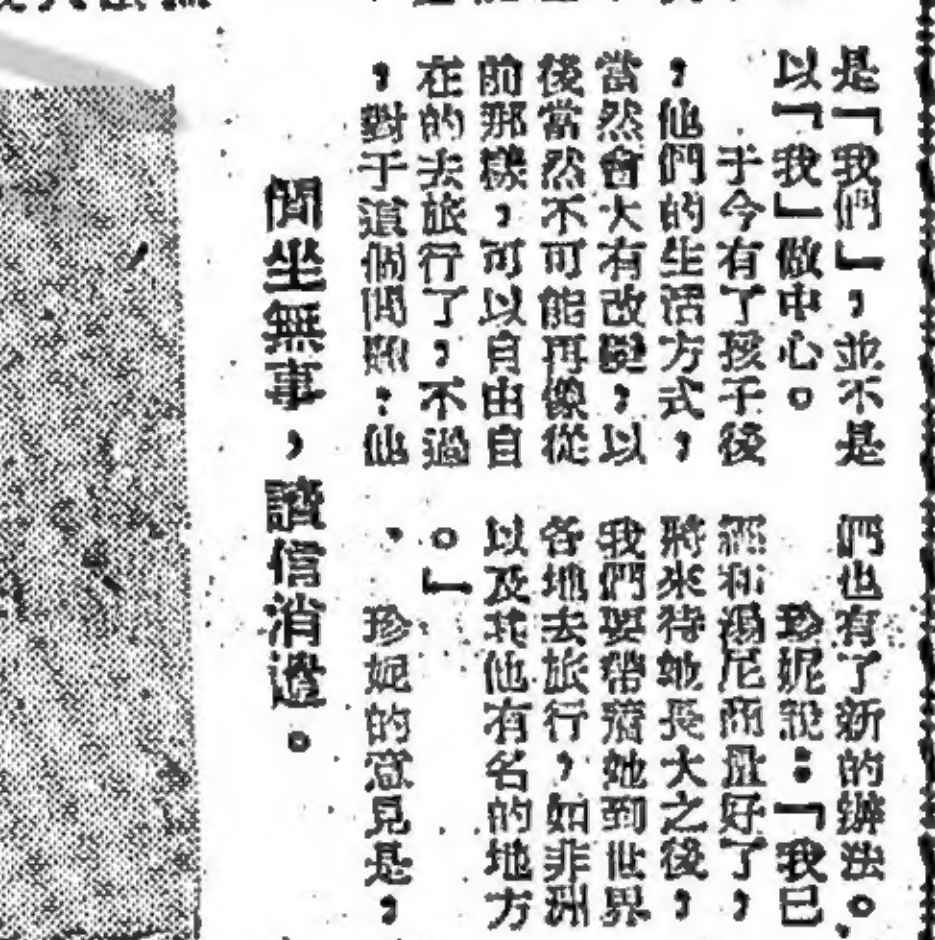 是「我們」，並不是
以「我」做中心。
于今有了孩子後
，他們的生活方式，
當然會大有改變，以
後當然不可能再像從
前那樣，可以自由自
在的去旅行了，不過
，對于這個問題：他
們也有了新的辦法。
珍妮說：「我已
經和湯尼商量好了，
將來待她長大之後，
我們要帶着她到世界
各地去旅行，如非洲
以及其他有名的地方
。」
珍妮的意見是，
閒坐無事，讀信消遣。